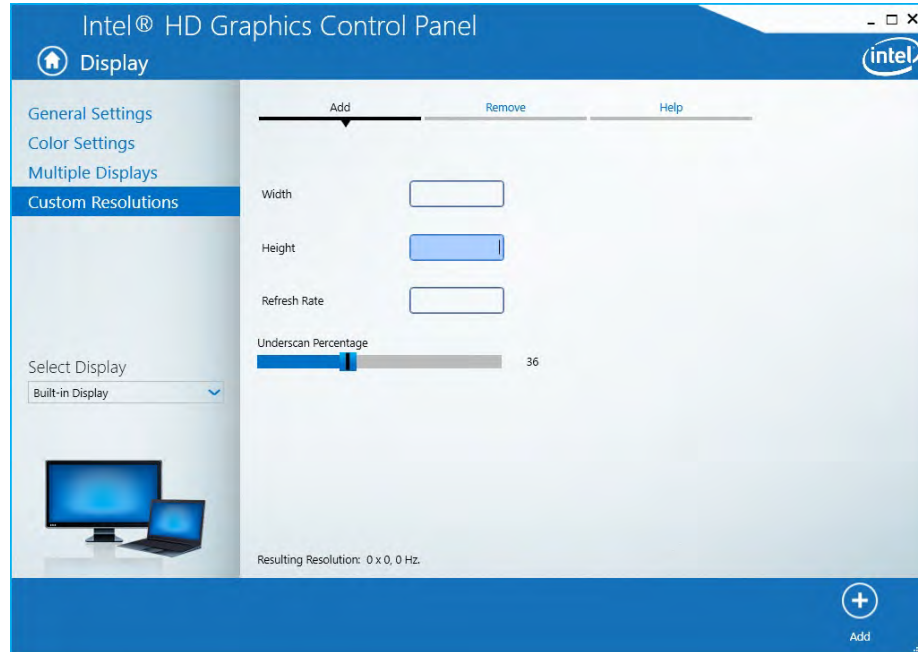 Intel® HD Graphics Control Panel
Display
intel
General Settings
Color Settings
Multiple Displays
Custom Resolutions
Select Display
Built-in Display
Add
Remove
Help
Width
Height
Refresh Rate
Underscan Percentage
36
Resulting Resolution: 0 x 0, 0 Hz.
Add